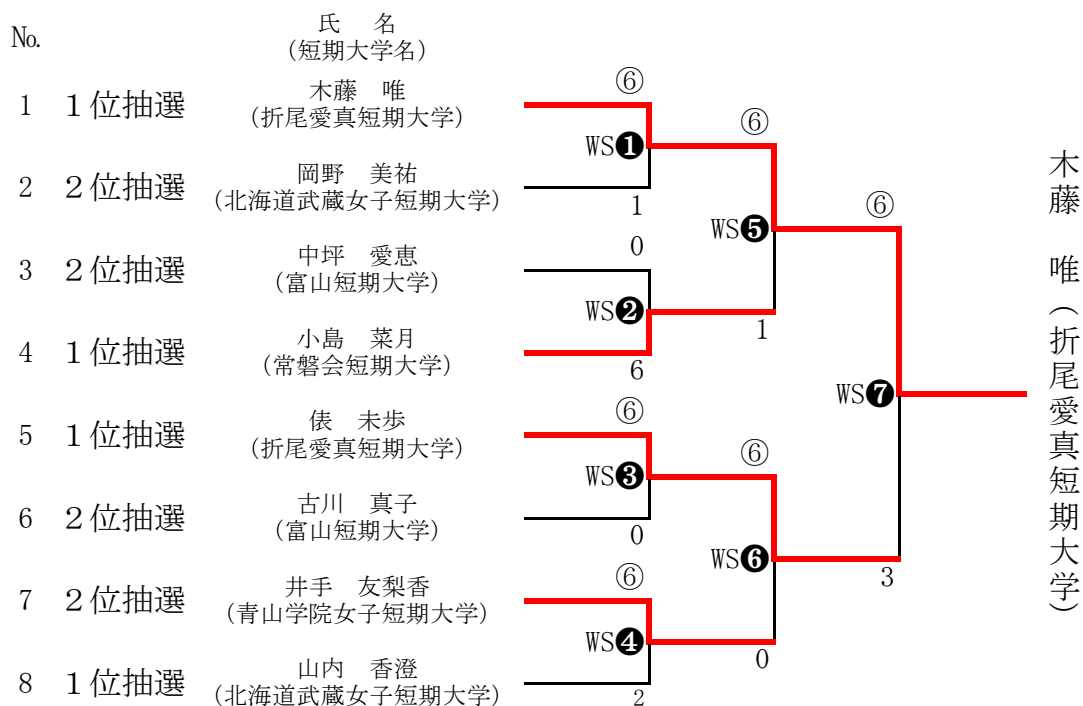 №
氏　名
(短期大学名)
1 １位抽選 木藤　唯
(折尾愛真短期大学)
2 ２位抽選 岡野　美祐
(北海道武蔵女子短期大学)
3 ２位抽選 中坪　愛恵
(富山短期大学)
4 １位抽選 小島　菜月
(常磐会短期大学)
5 １位抽選 俵　未歩
(折尾愛真短期大学)
6 ２位抽選 古川　真子
(富山短期大学)
7 ２位抽選 井手　友梨香
(青山学院女子短期大学)
8 １位抽選 山内　香澄
(北海道武蔵女子短期大学)
⑥
WS❶
1
0
WS❷
6
⑥
WS❸
0
⑥
WS❹
2
⑥
WS❺
1
⑥
WS❻
0
⑥
WS❼
3
木藤　唯(折尾愛真短期大学)